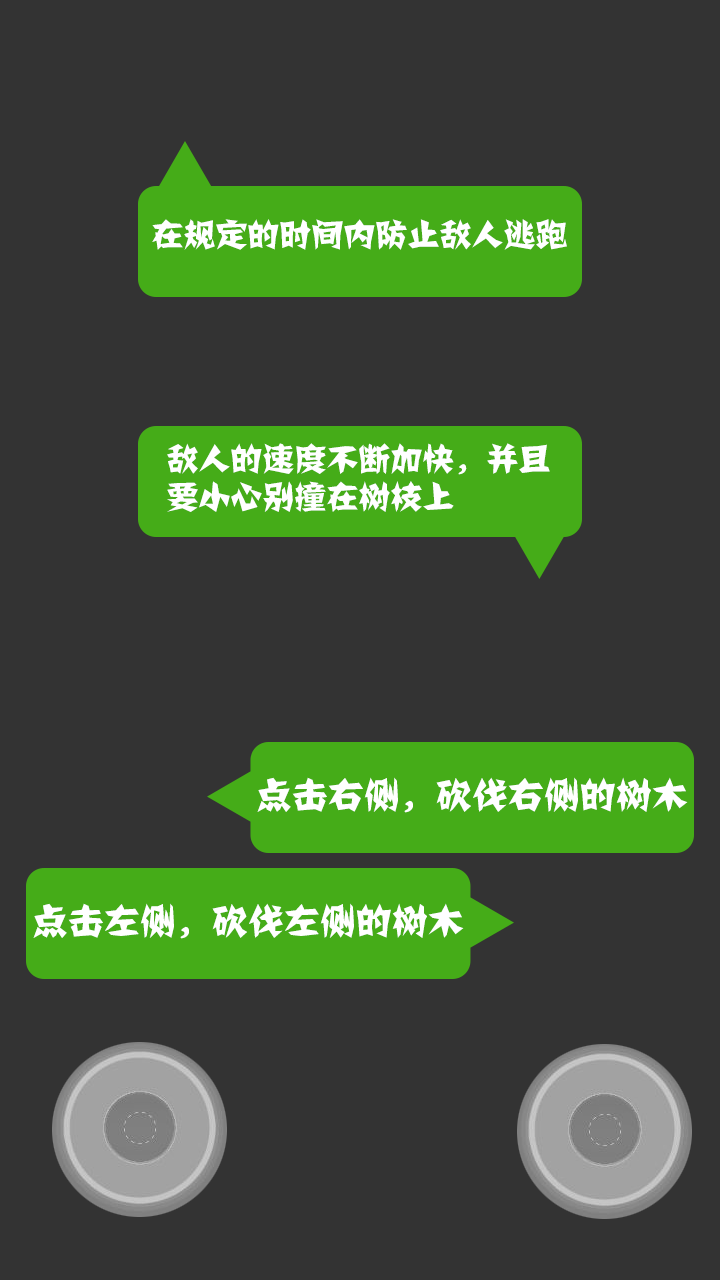 在规定的时间内防止敌人逃跑
敌人的速度不断加快，并且
要小心别撞在树枝上
点击右侧，砍伐右侧的树木
点击左侧，砍伐左侧的树木